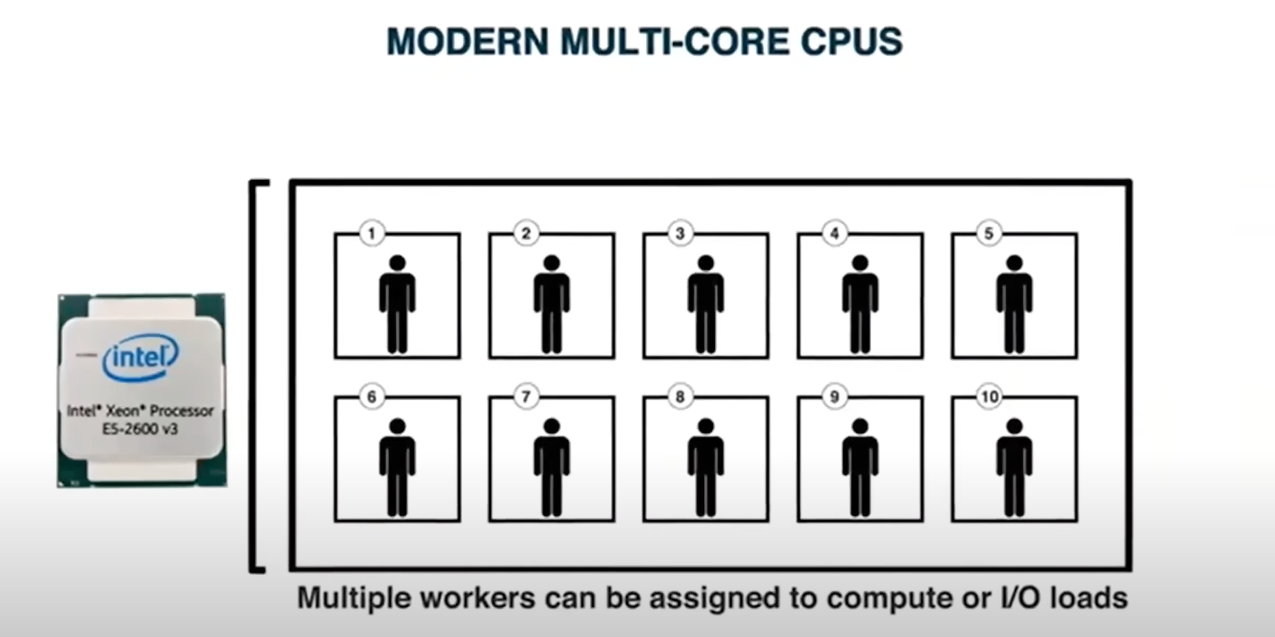 MODERN MULTI-CORE CPUS
1
2
3
4
5
6
7
8
9
10
intel
Intel® Xeon® Processor
E5-2600 v3
Multiple workers can be assigned to compute or I/O loads